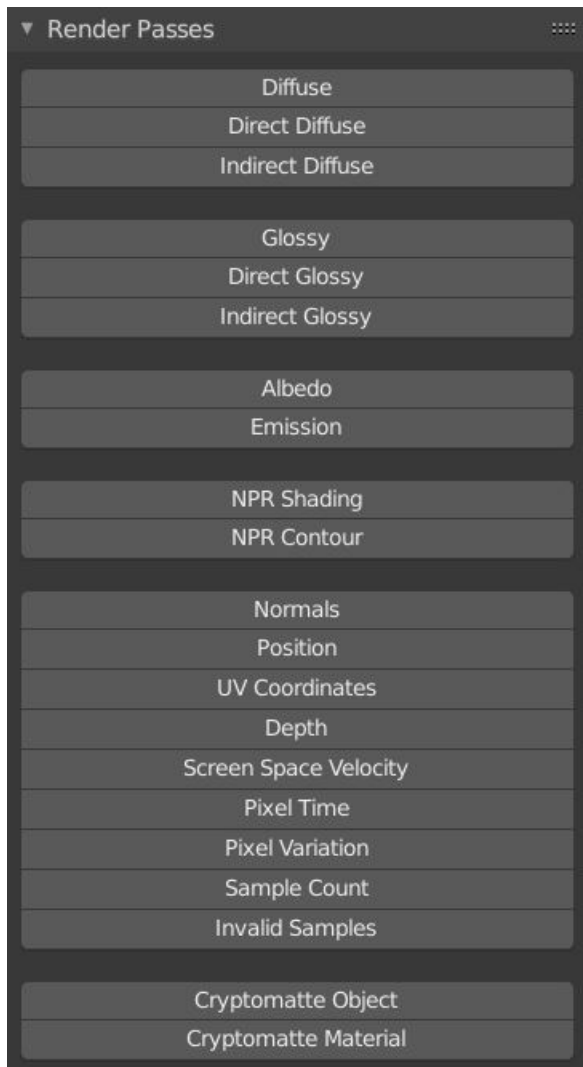 Render Passes
Diffuse
Direct Diffuse
Indirect Diffuse
Glossy
Direct Glossy
Indirect Glossy
Albedo
Emission
NPR Shading
NPR Contour
Normals
Position
UV Coordinates
Depth
Screen Space Velocity
Pixel Time
Pixel Variation
Sample Count
Invalid Samples
Cryptomatte Object
Cryptomatte Material